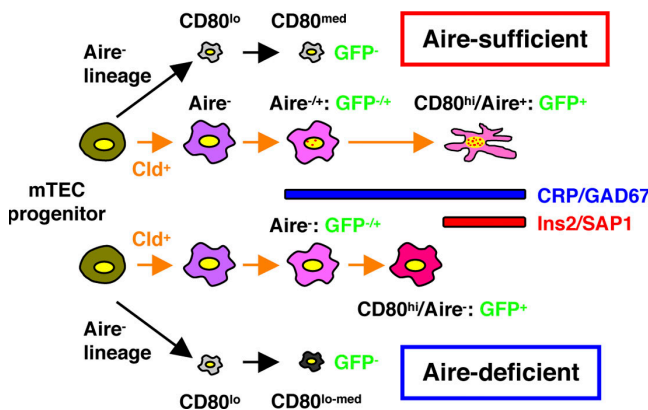 CD80lo CD80med
GFP-
Aire-sufficient
Aire-
lineage
Aire- Aire-/+: GFP-/+ CD80hi/Aire+: GFP+
Cld+
mTEC
progenitor
CRP/GAD67
Ins2/SAP1
Aire-: GFP-/+
Cld+
CD80hi/Aire-: GFP+
Aire-
lineage
GFP-
Aire-deficient
CD80lo CD80lo-med